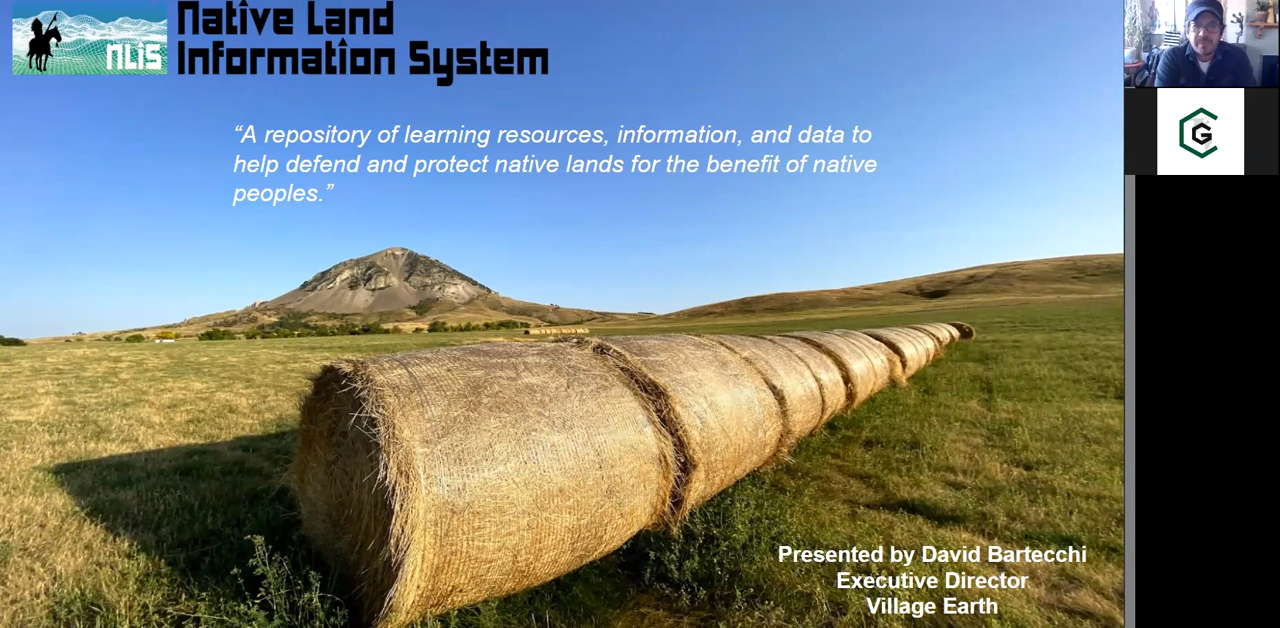 NLIS
Native Land
Information System
“A repository of learning resources, information, and data to
help defend and protect native lands for the benefit of native
peoples.”
G
Presented by David Bartecchi
Executive Director
Village Earth